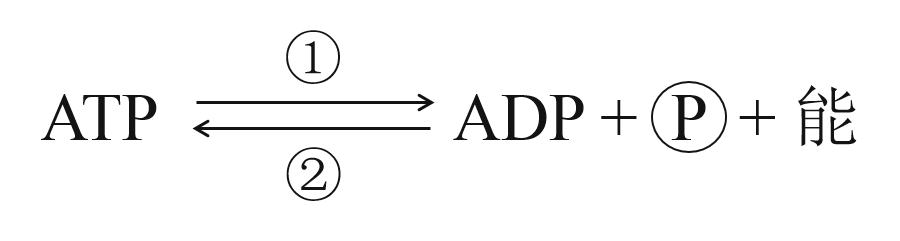 ①
ATP ⇌ ADP + Ⓟ + 能
②